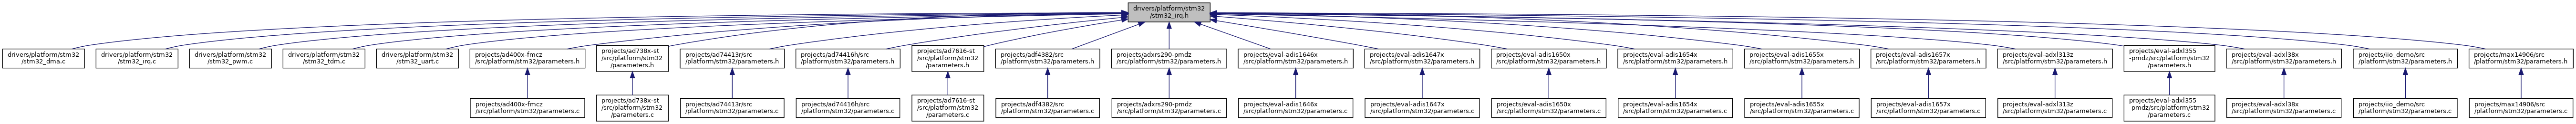 drivers/platform/stm32
/stm32_irq.h
drivers/platform/stm32
/stm32_dma.c
drivers/platform/stm32
/stm32_irq.c
drivers/platform/stm32
/stm32_pwm.c
drivers/platform/stm32
/stm32_tdm.c
drivers/platform/stm32
/stm32_uart.c
projects/ad400x-fmcz
/src/platform/stm32/parameters.h
projects/ad738x-st
/src/platform/stm32
/parameters.h
projects/ad74413r/src
/platform/stm32/parameters.h
projects/ad74416h/src
/platform/stm32/parameters.h
projects/ad7616-st
/src/platform/stm32
/parameters.h
projects/adf4382/src
/platform/stm32/parameters.h
projects/adxrs290-pmdz
/src/platform/stm32/parameters.h
projects/eval-adis1646x
/src/platform/stm32/parameters.h
projects/eval-adis1647x
/src/platform/stm32/parameters.h
projects/eval-adis1650x
/src/platform/stm32/parameters.h
projects/eval-adis1654x
/src/platform/stm32/parameters.h
projects/eval-adis1655x
/src/platform/stm32/parameters.h
projects/eval-adis1657x
/src/platform/stm32/parameters.h
projects/eval-adxl313z
/src/platform/stm32/parameters.h
projects/eval-adxl355
-pmdz/src/platform/stm32
/parameters.h
projects/eval-adxl38x
/src/platform/stm32/parameters.h
projects/iio_demo/src
/platform/stm32/parameters.h
projects/max14906/src
/platform/stm32/parameters.h
projects/ad400x-fmcz
/src/platform/stm32/parameters.c
projects/ad738x-st
/src/platform/stm32
/parameters.c
projects/ad74413r/src
/platform/stm32/parameters.c
projects/ad74416h/src
/platform/stm32/parameters.c
projects/ad7616-st
/src/platform/stm32
/parameters.c
projects/adf4382/src
/platform/stm32/parameters.c
projects/adxrs290-pmdz
/src/platform/stm32/parameters.c
projects/eval-adis1646x
/src/platform/stm32/parameters.c
projects/eval-adis1647x
/src/platform/stm32/parameters.c
projects/eval-adis1650x
/src/platform/stm32/parameters.c
projects/eval-adis1654x
/src/platform/stm32/parameters.c
projects/eval-adis1655x
/src/platform/stm32/parameters.c
projects/eval-adis1657x
/src/platform/stm32/parameters.c
projects/eval-adxl313z
/src/platform/stm32/parameters.c
projects/eval-adxl355
-pmdz/src/platform/stm32
/parameters.c
projects/eval-adxl38x
/src/platform/stm32/parameters.c
projects/iio_demo/src
/platform/stm32/parameters.c
projects/max14906/src
/platform/stm32/parameters.c